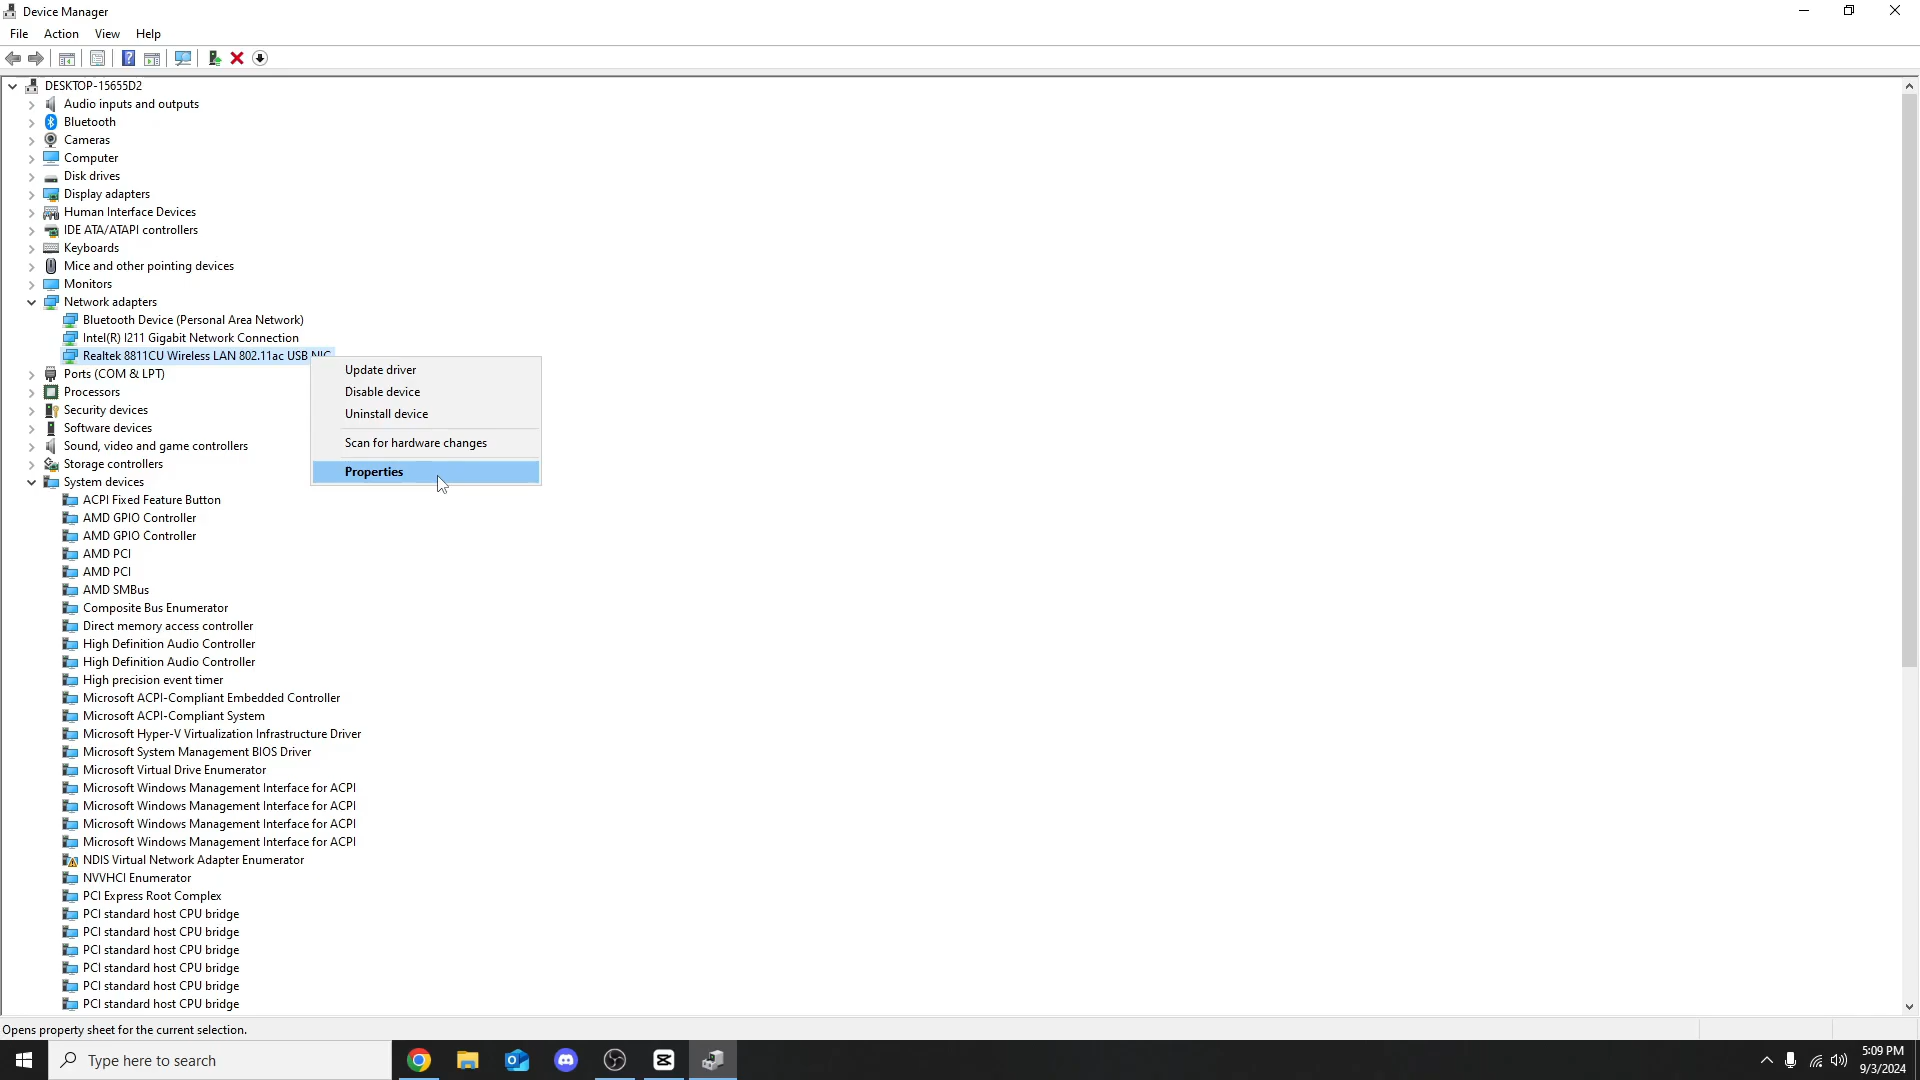 Device Manager
File Action View Help
DESKTOP-15655D2
Audio inputs and outputs
Bluetooth
Cameras
Computer
Disk drives
Display adapters
Human Interface Devices
IDE ATA/ATAPI controllers
Keyboards
Mice and other pointing devices
Monitors
Network adapters
Bluetooth Device (Personal Area Network)
Intel(R) I211 Gigabit Network Connection
Realtek 8811CU Wireless LAN 802.11ac USB NIC
Update driver
Disable device
Uninstall device
Scan for hardware changes
Properties
Ports (COM & LPT)
Processors
Security devices
Software devices
Sound, video and game controllers
Storage controllers
System devices
ACPI Fixed Feature Button
AMD GPIO Controller
AMD GPIO Controller
AMD PCI
AMD PCI
AMD SMBus
Composite Bus Enumerator
Direct memory access controller
High Definition Audio Controller
High Definition Audio Controller
High precision event timer
Microsoft ACPI-Compliant Embedded Controller
Microsoft ACPI-Compliant System
Microsoft Hyper-V Virtualization Infrastructure Driver
Microsoft System Management BIOS Driver
Microsoft Virtual Drive Enumerator
Microsoft Windows Management Interface for ACPI
Microsoft Windows Management Interface for ACPI
Microsoft Windows Management Interface for ACPI
Microsoft Windows Management Interface for ACPI
NDIS Virtual Network Adapter Enumerator
NVVHCI Enumerator
PCI Express Root Complex
PCI standard host CPU bridge
PCI standard host CPU bridge
PCI standard host CPU bridge
PCI standard host CPU bridge
PCI standard host CPU bridge
PCI standard host CPU bridge
Opens property sheet for the current selection.
Type here to search
5:09 PM
9/3/2024